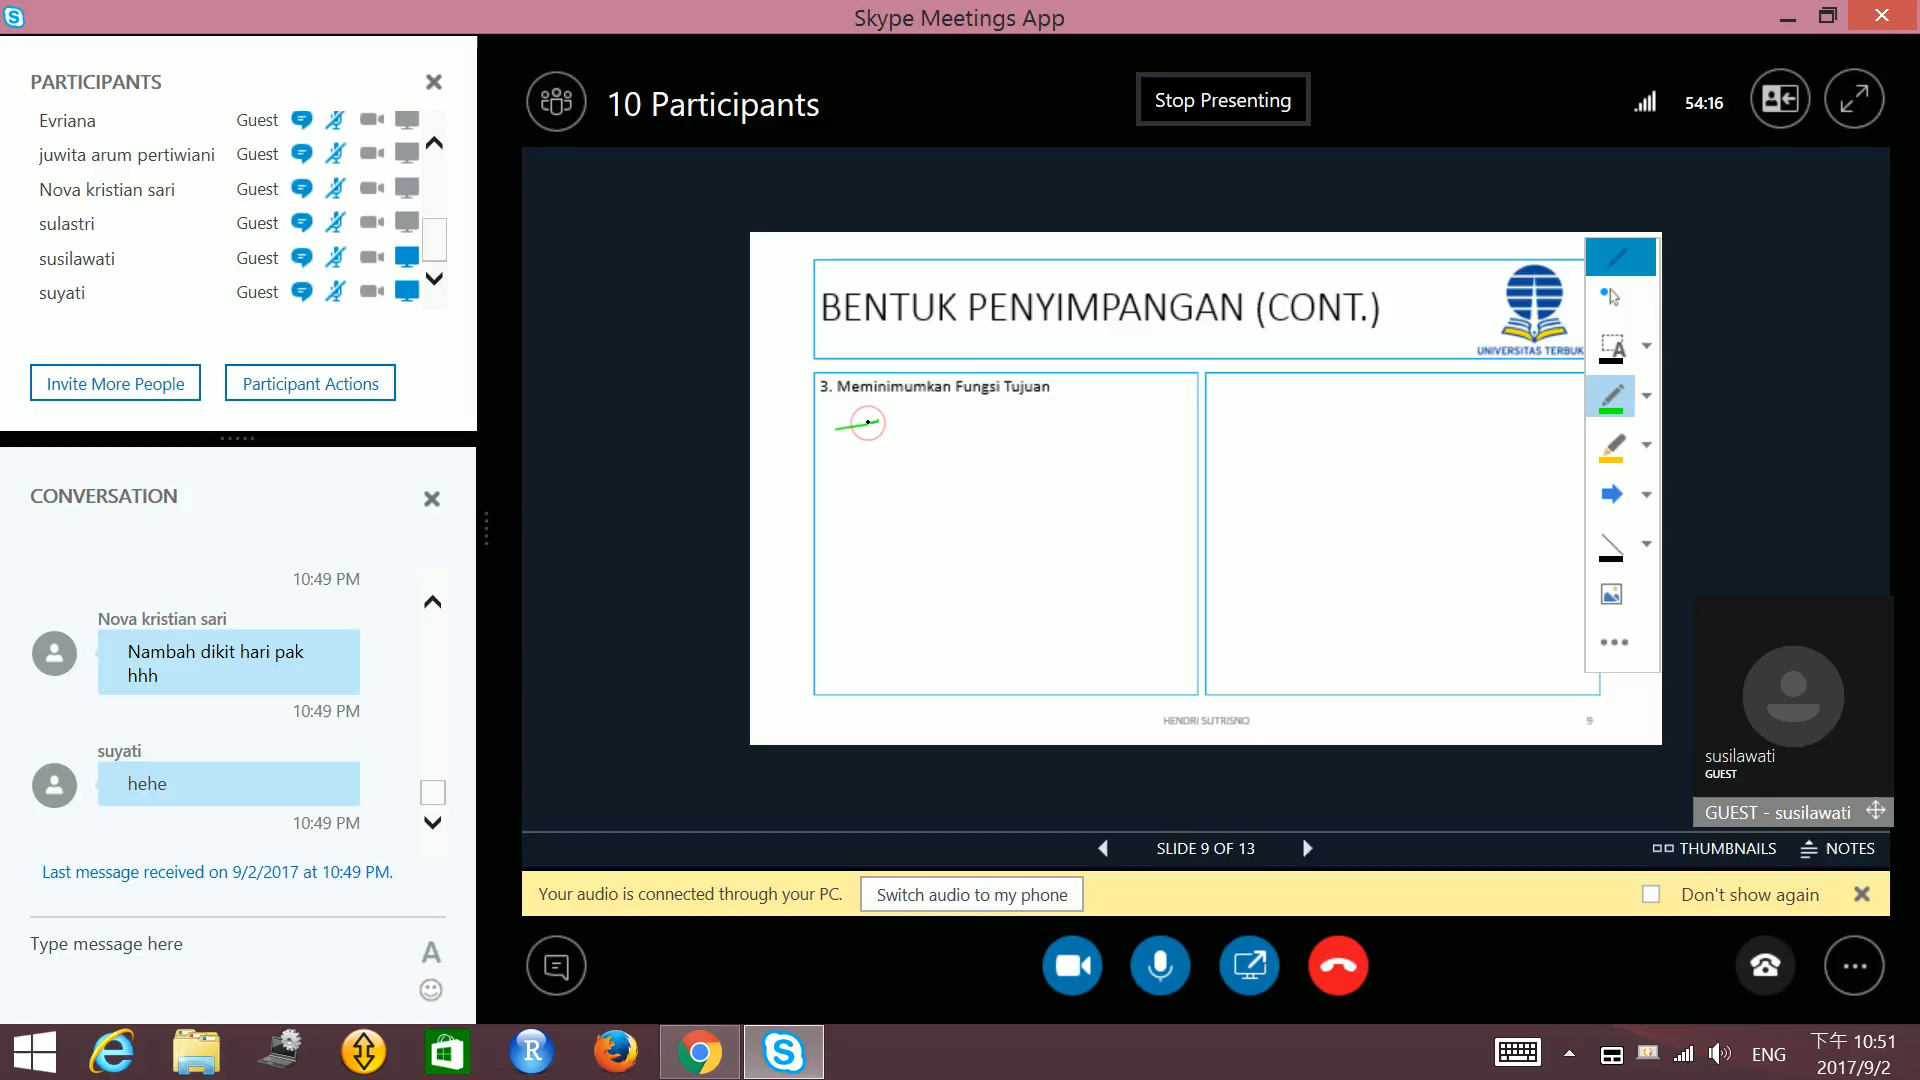 Skype Meetings App
PARTICIPANTS
Evriana Guest
juwita arum pertiwiani Guest
Nova kristian sari Guest
sulastri Guest
susilawati Guest
suyati Guest
Invite More People
Participant Actions
CONVERSATION
10:49 PM
Nova kristian sari
Nambah dikit hari pak
hhh
10:49 PM
suyati
hehe
10:49 PM
Last message received on 9/2/2017 at 10:49 PM.
Type message here
A
10 Participants
Stop Presenting
54:16
BENTUK PENYIMPANGAN (CONT.)
UNIVERSITAS TERBUK
3. Meminimumkan Fungsi Tujuan
HENDRI SUTRISNO
9
A
susilawati
GUEST
GUEST - susilawati
SLIDE 9 OF 13
THUMBNAILS
NOTES
Your audio is connected through your PC.
Switch audio to my phone
Don't show again
R
ENG
下午 10:51
2017/9/2